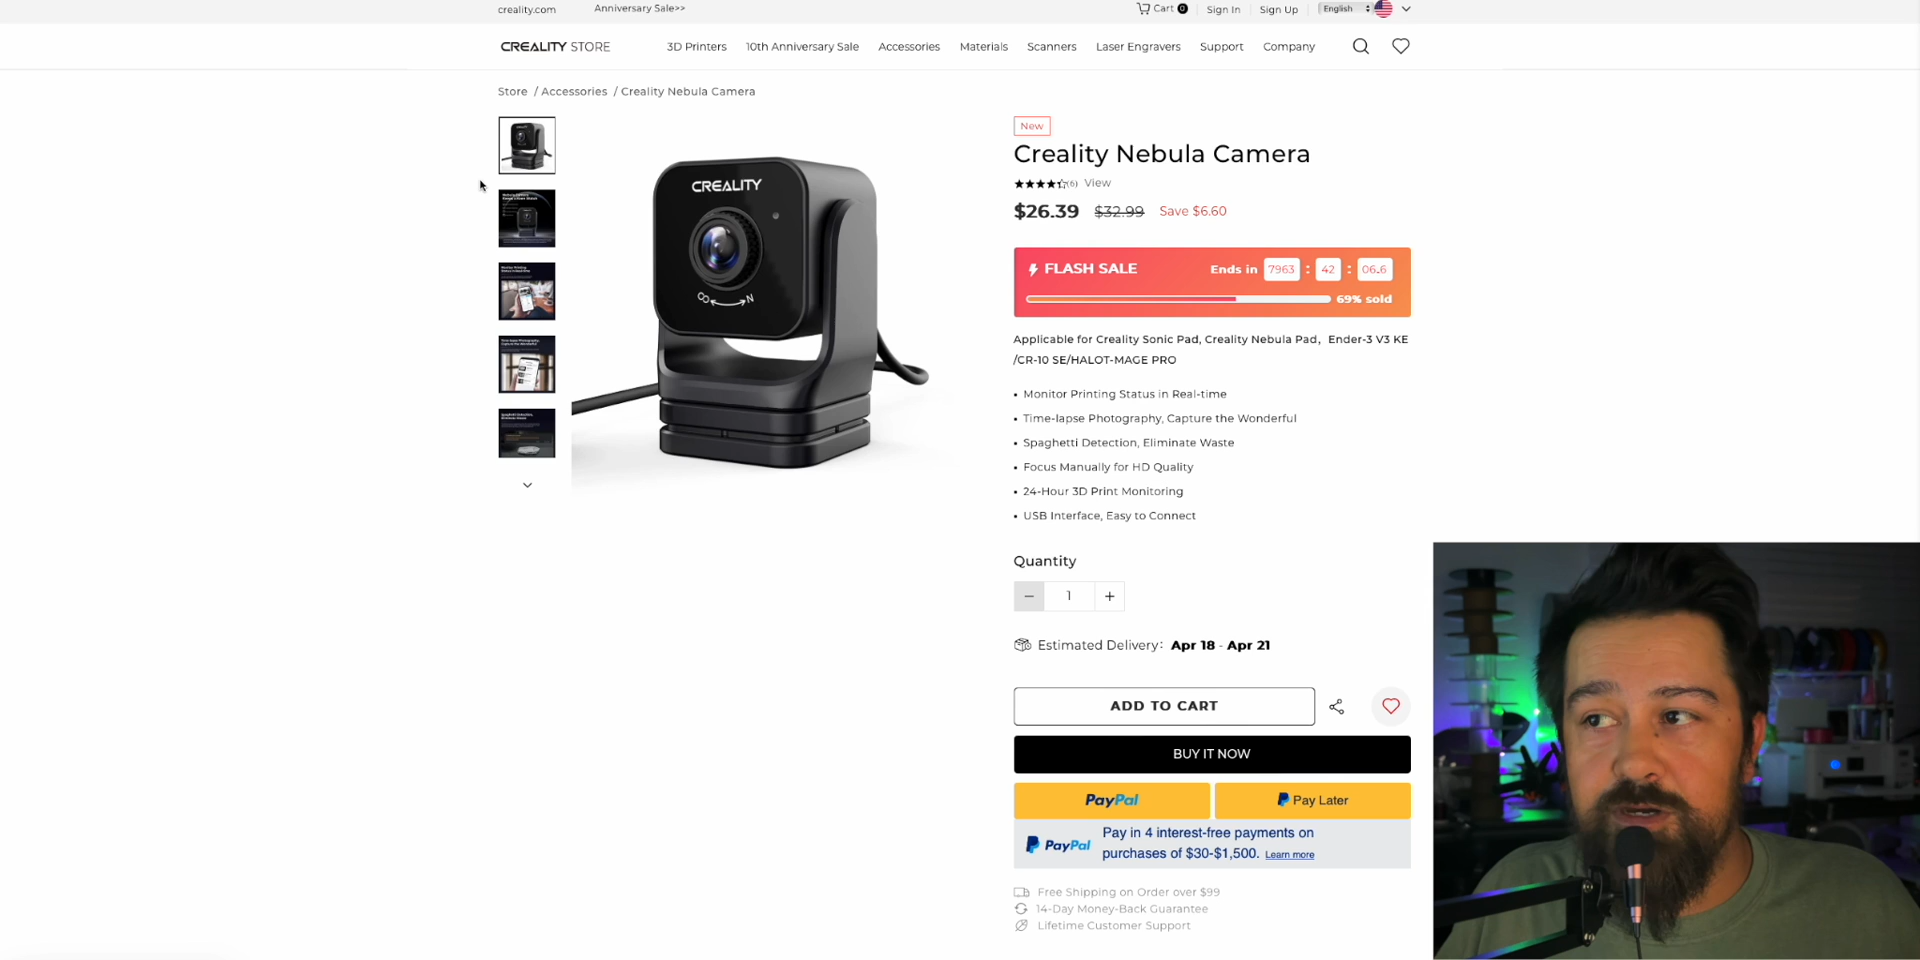 creality.com
Anniversary Sale>>
Cart 0
Sign In
Sign Up
English
CREALITY STORE
3D Printers
10th Anniversary Sale
Accessories
Materials
Scanners
Laser Engravers
Support
Company
Store / Accessories / Creality Nebula Camera
CREALITY
∞ N
New
Creality Nebula Camera
★★★★☆(6) View
$26.39 $32.99 Save $6.60
FLASH SALE
Ends in 7963 : 42 : 06.6
69% sold
Applicable for Creality Sonic Pad, Creality Nebula Pad， Ender-3 V3 KE
/CR-10 SE/HALOT-MAGE PRO
• Monitor Printing Status in Real-time
• Time-lapse Photography, Capture the Wonderful
• Spaghetti Detection, Eliminate Waste
• Focus Manually for HD Quality
• 24-Hour 3D Print Monitoring
• USB Interface, Easy to Connect
Quantity
− 1 +
Estimated Delivery： Apr 18 - Apr 21
ADD TO CART
BUY IT NOW
PayPal
Pay Later
PayPal
Pay in 4 interest-free payments on
purchases of $30-$1,500. Learn more
Free Shipping on Order over $99
14-Day Money-Back Guarantee
Lifetime Customer Support